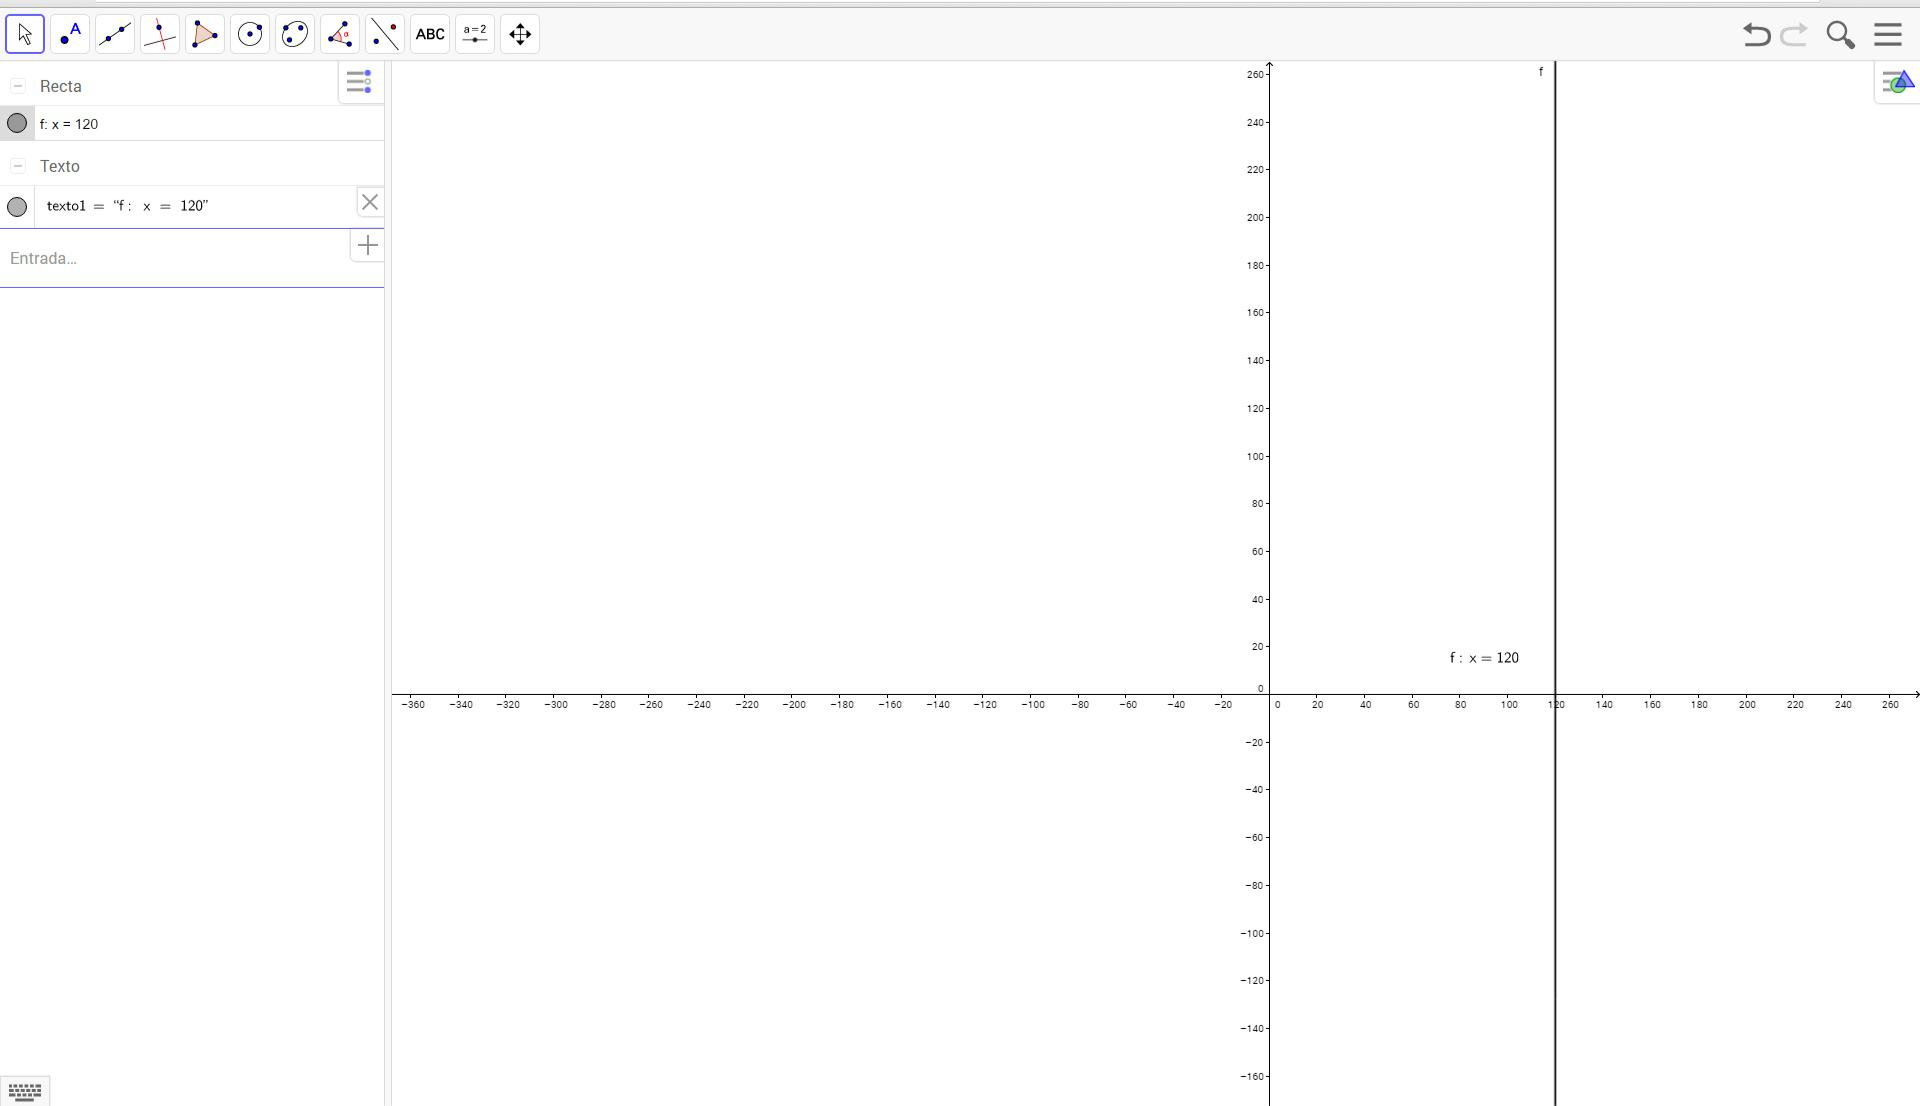 A
α
ABC
a=2
Recta
f: x = 120
Texto
texto1 = “f : x = 120”
Entrada...
f
260
240
220
200
180
160
140
120
100
80
60
40
20
f : x = 120
0
−360 −340 −320 −300 −280 −260 −240 −220 −200 −180 −160 −140 −120 −100 −80 −60 −40 −20 0 20 40 60 80 100 120 140 160 180 200 220 240 260
−20
−40
−60
−80
−100
−120
−140
−160